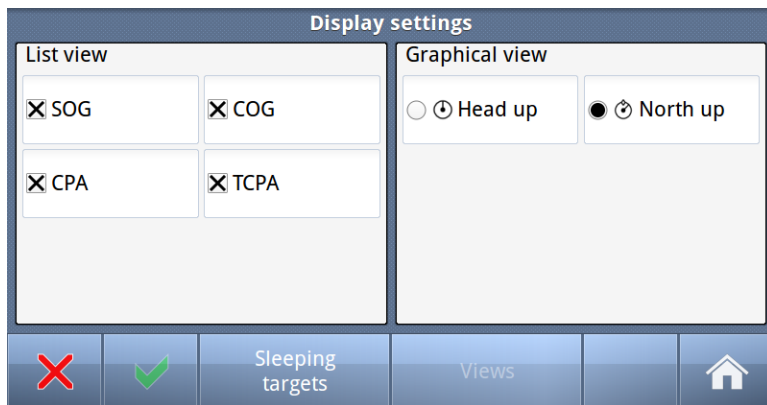 Display settings
List view
SOG
COG
CPA
TCPA
Graphical view
Head up
North up
Sleeping
targets
Views